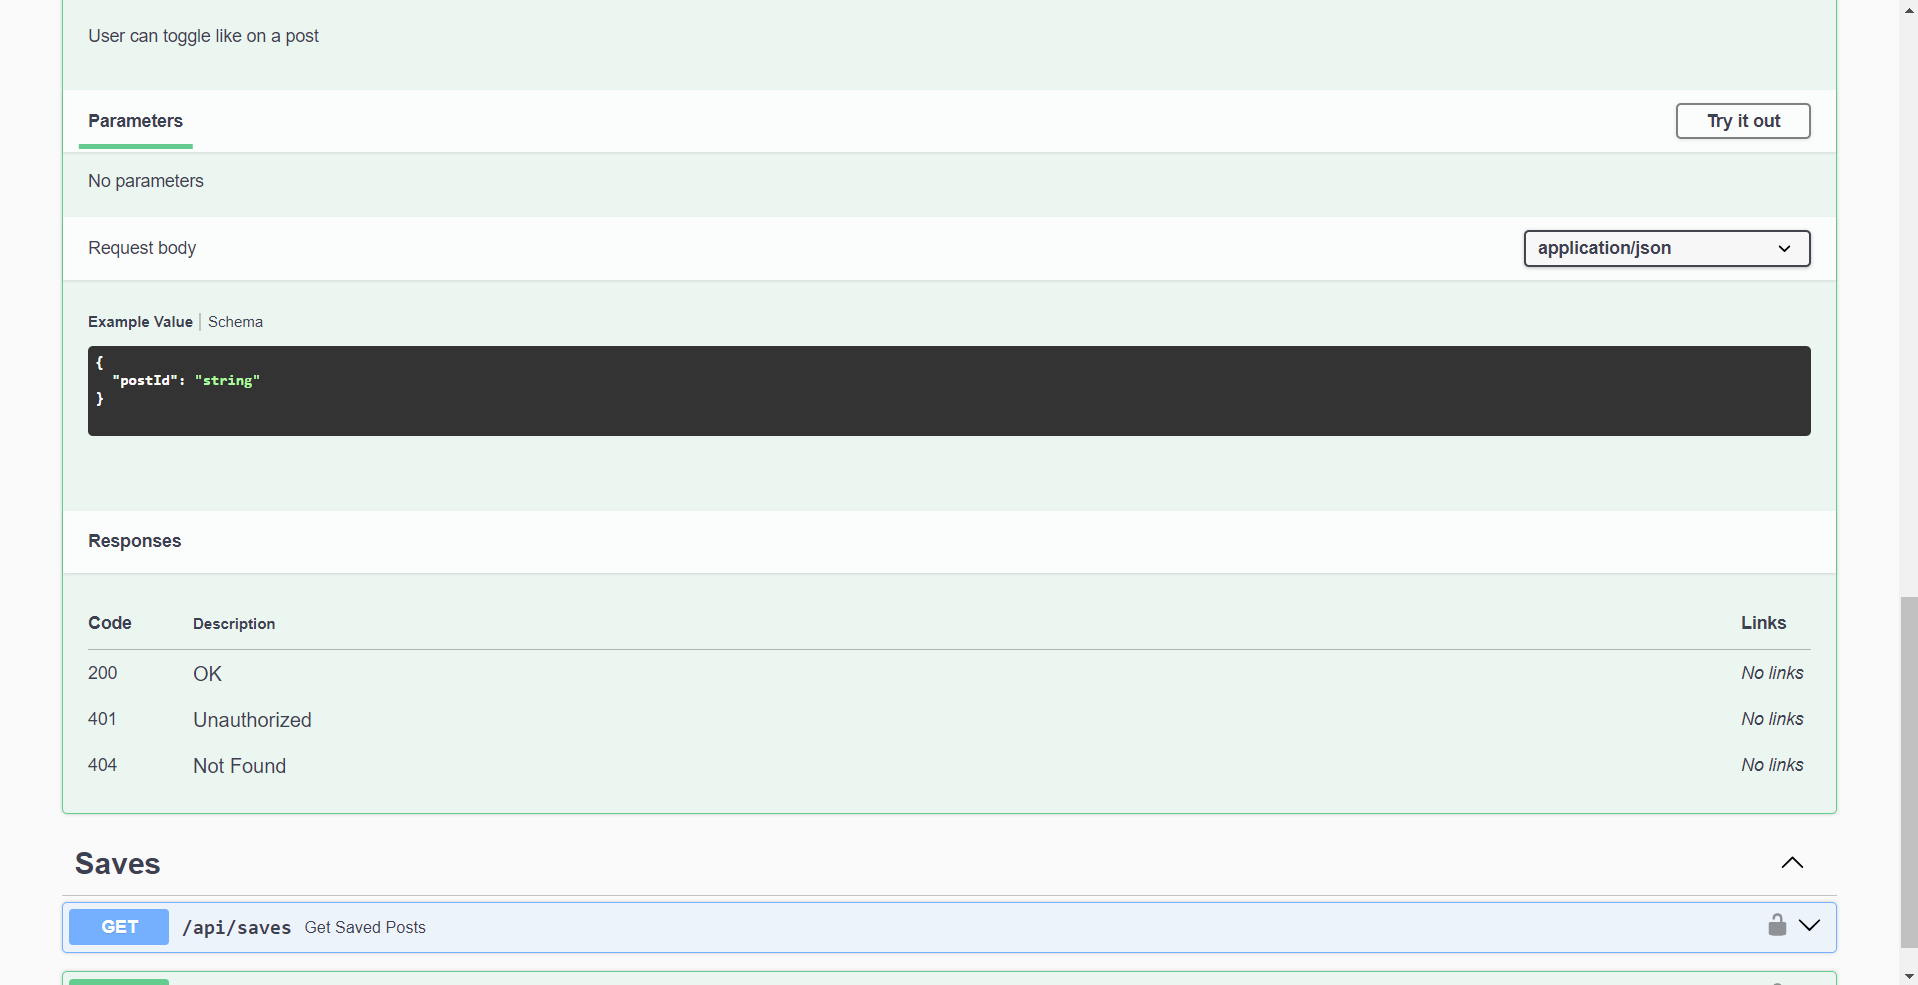 User can toggle like on a post
Parameters
Try it out
No parameters
Request body
application/json
Example Value
Schema
{
"postId": "string"
}
Responses
Code Description Links
200 OK No links
401 Unauthorized No links
404 Not Found No links
Saves
GET /api/saves Get Saved Posts